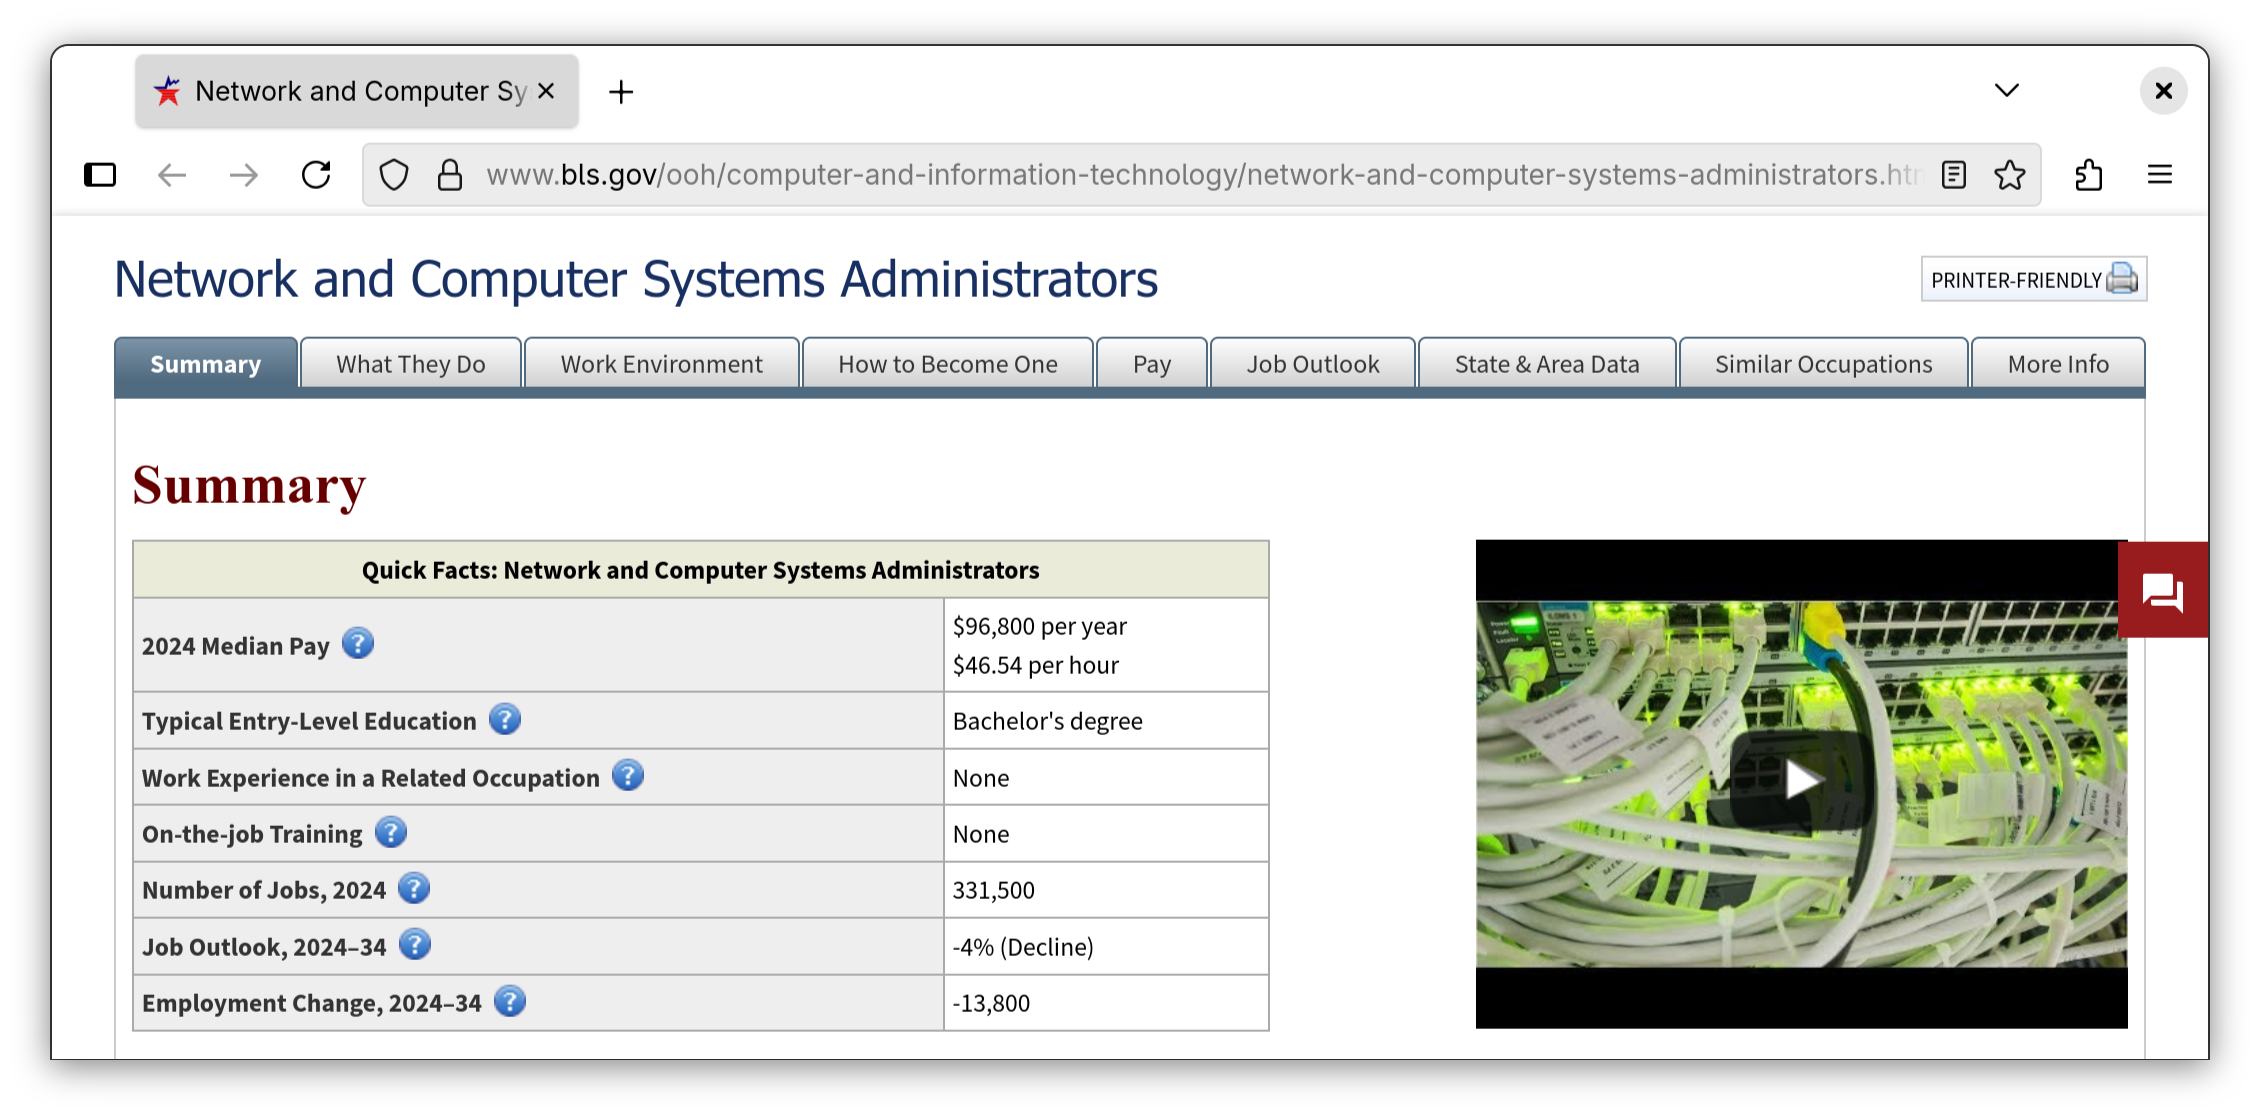 Network and Computer Sy
www.bls.gov/ooh/computer-and-information-technology/network-and-computer-systems-administrators.htm
Network and Computer Systems Administrators
PRINTER-FRIENDLY
Summary What They Do Work Environment How to Become One Pay Job Outlook State & Area Data Similar Occupations More Info
Summary
Quick Facts: Network and Computer Systems Administrators
2024 Median Pay ? $96,800 per year
$46.54 per hour
Typical Entry-Level Education ? Bachelor's degree
Work Experience in a Related Occupation ? None
On-the-job Training ? None
Number of Jobs, 2024 ? 331,500
Job Outlook, 2024–34 ? -4% (Decline)
Employment Change, 2024–34 ? -13,800